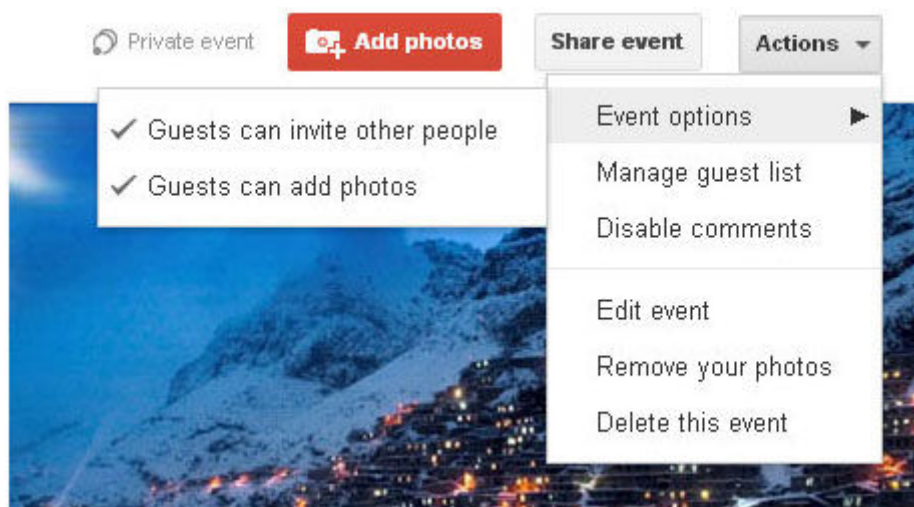 Private event
Add photos
Share event
Actions
Guests can invite other people
Guests can add photos
Event options
Manage guest list
Disable comments
Edit event
Remove your photos
Delete this event